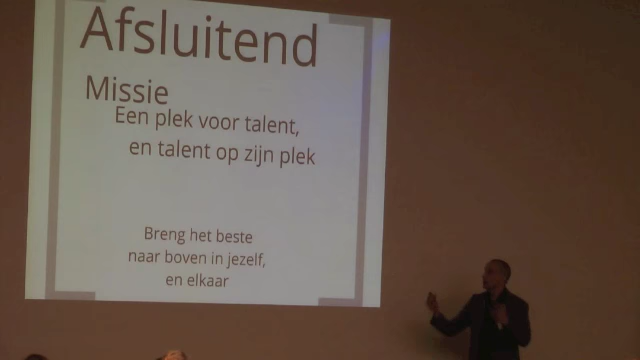 Afsluitend
Missie
Een plek voor talent,
en talent op zijn plek
Breng het beste
naar boven in jezelf,
en elkaar